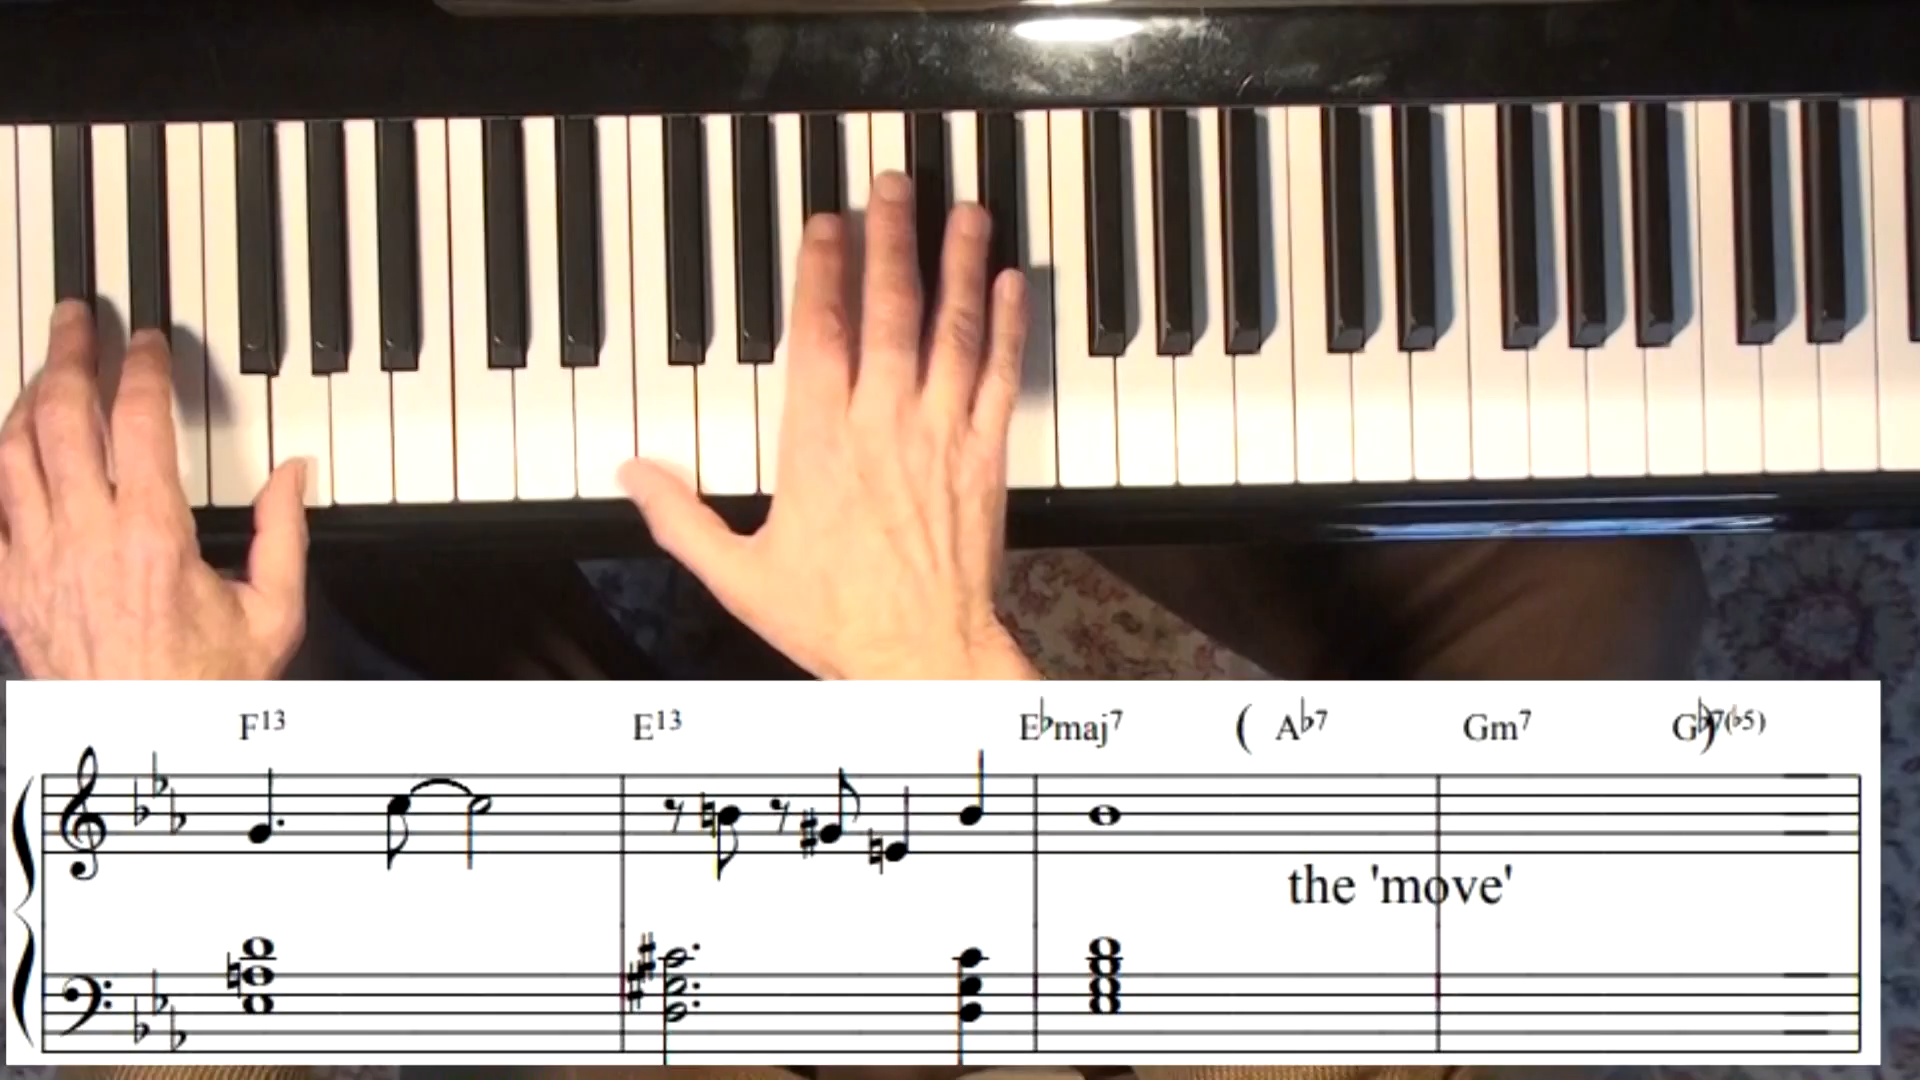 F13 E13 E♭maj7 ( A♭7 Gm7 G♭7(♭5) )
the 'move'